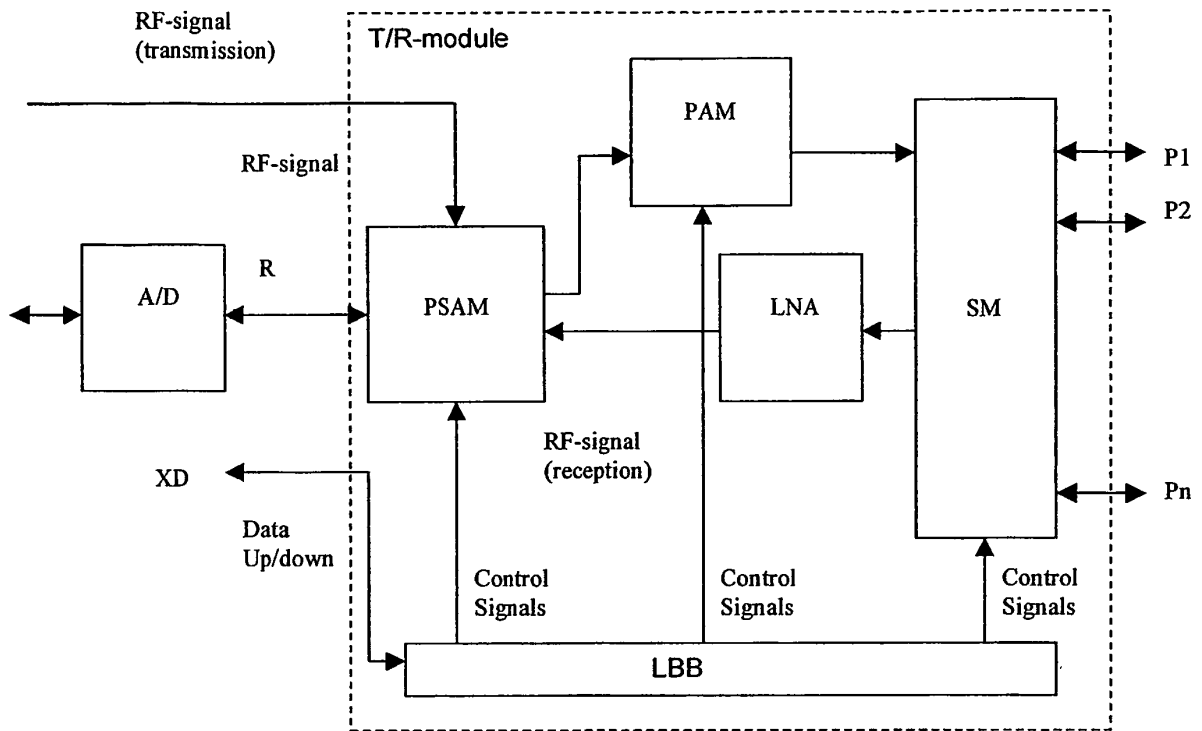 RF-signal
(transmission)
T/R-module
PAM
RF-signal
P1
P2
A/D
R
PSAM
LNA
SM
RF-signal
(reception)
XD
Pn
Data
Up/down
Control
Signals
Control
Signals
Control
Signals
LBB